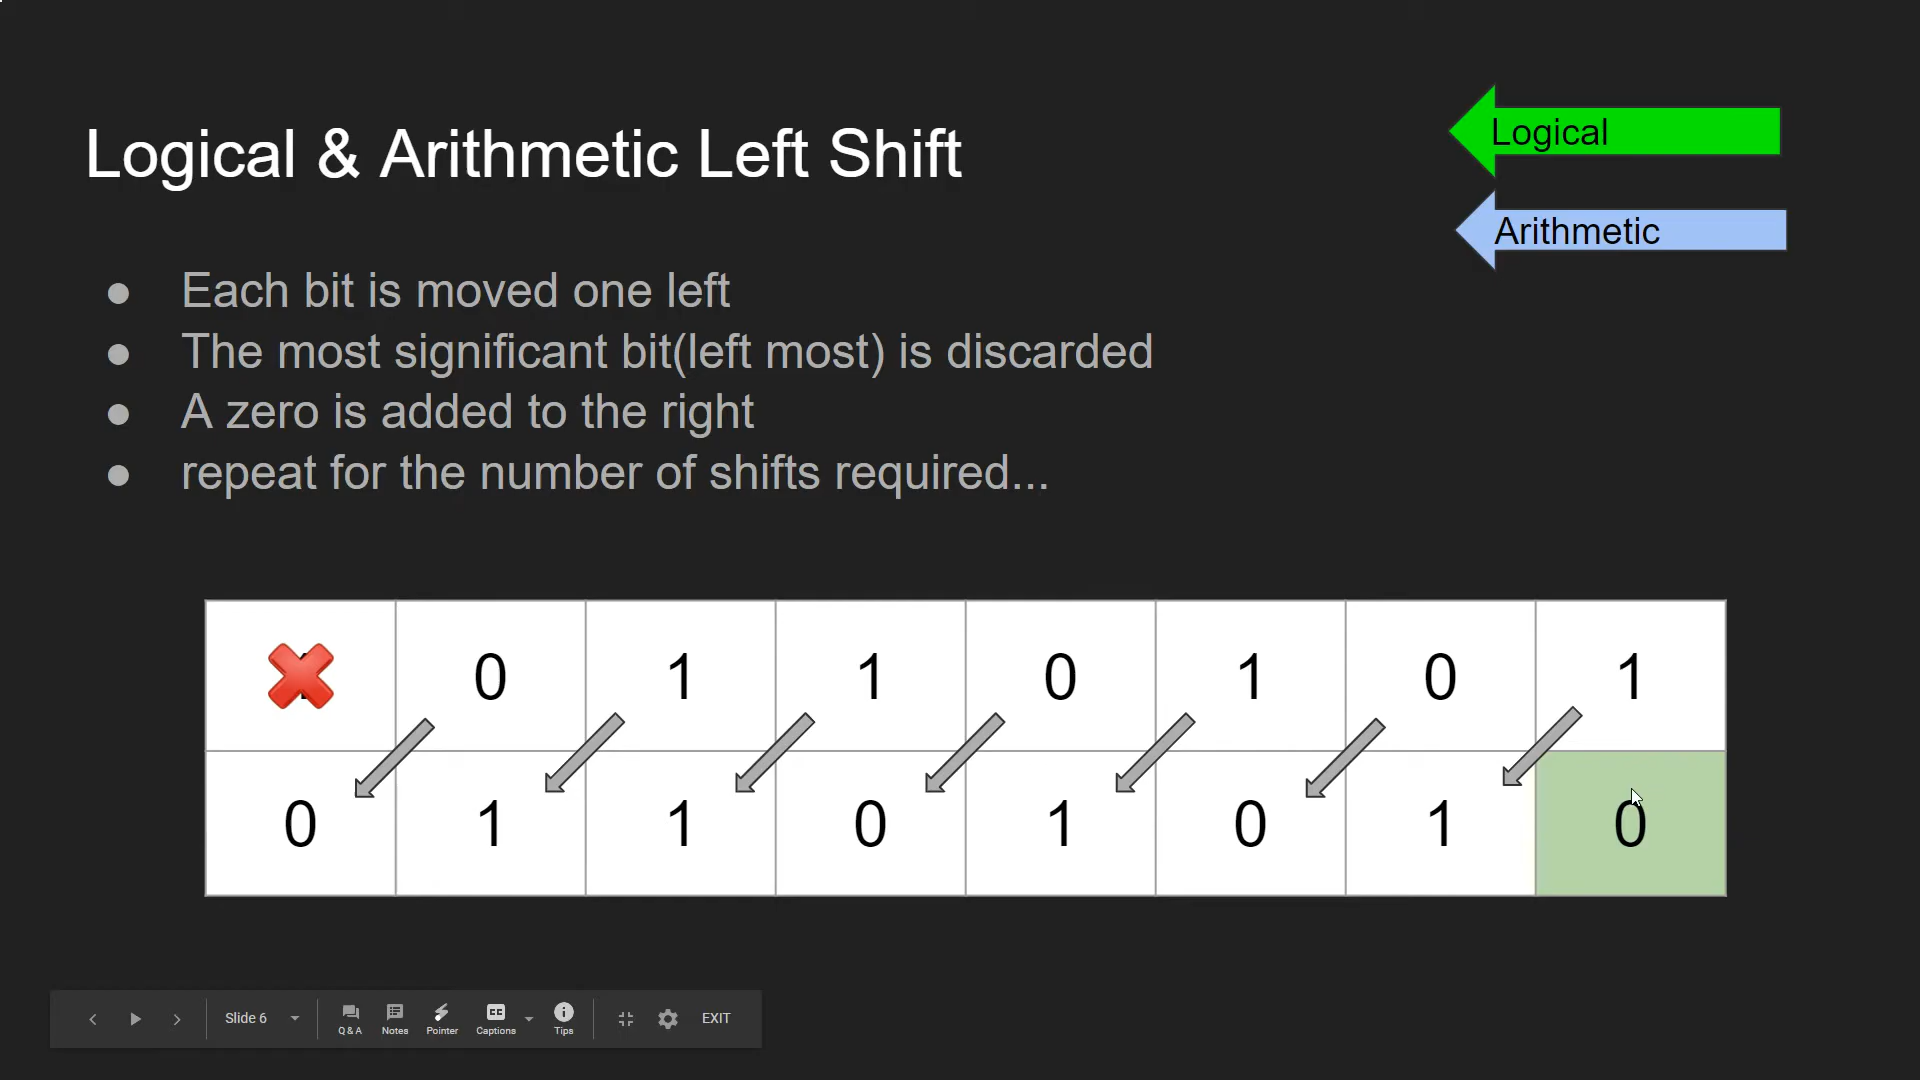 Logical & Arithmetic Left Shift
Logical
Arithmetic
● Each bit is moved one left
● The most significant bit(left most) is discarded
● A zero is added to the right
● repeat for the number of shifts required...
0 1 1 0 1 0 1
0 1 1 0 1 0 1 0
Slide 6
Q & A
Notes
Pointer
Captions
Tips
EXIT